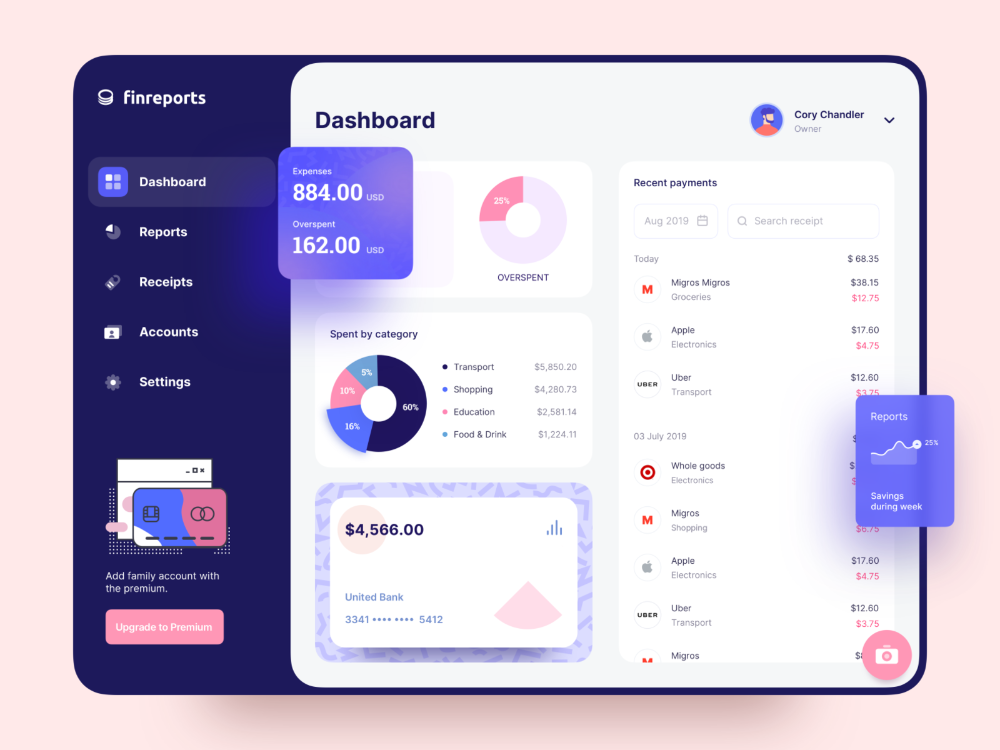 finreports
Dashboard
Reports
Receipts
Accounts
Settings
Add family account with
the premium.
Upgrade to Premium
Dashboard
Cory Chandler
Owner
Expenses
884.00 USD
Overspent
162.00 USD
25%
OVERSPENT
Spent by category
5%
10%
16%
60%
Transport $5,850.20
Shopping $4,280.73
Education $2,581.14
Food & Drink $1,224.11
$4,566.00
United Bank
3341 •••• •••• 5412
Recent payments
Aug 2019
Search receipt
Today $ 68.35
Migros Migros $38.15
Groceries $12.75
Apple $17.60
Electronics $4.75
UBER
Uber $12.60
Transport $3.75
03 July 2019
Whole goods
Electronics
Migros
Shopping $6.75
Apple $17.60
Electronics $4.75
UBER
Uber $12.60
Transport $3.75
Migros
Reports
25%
Savings
during week